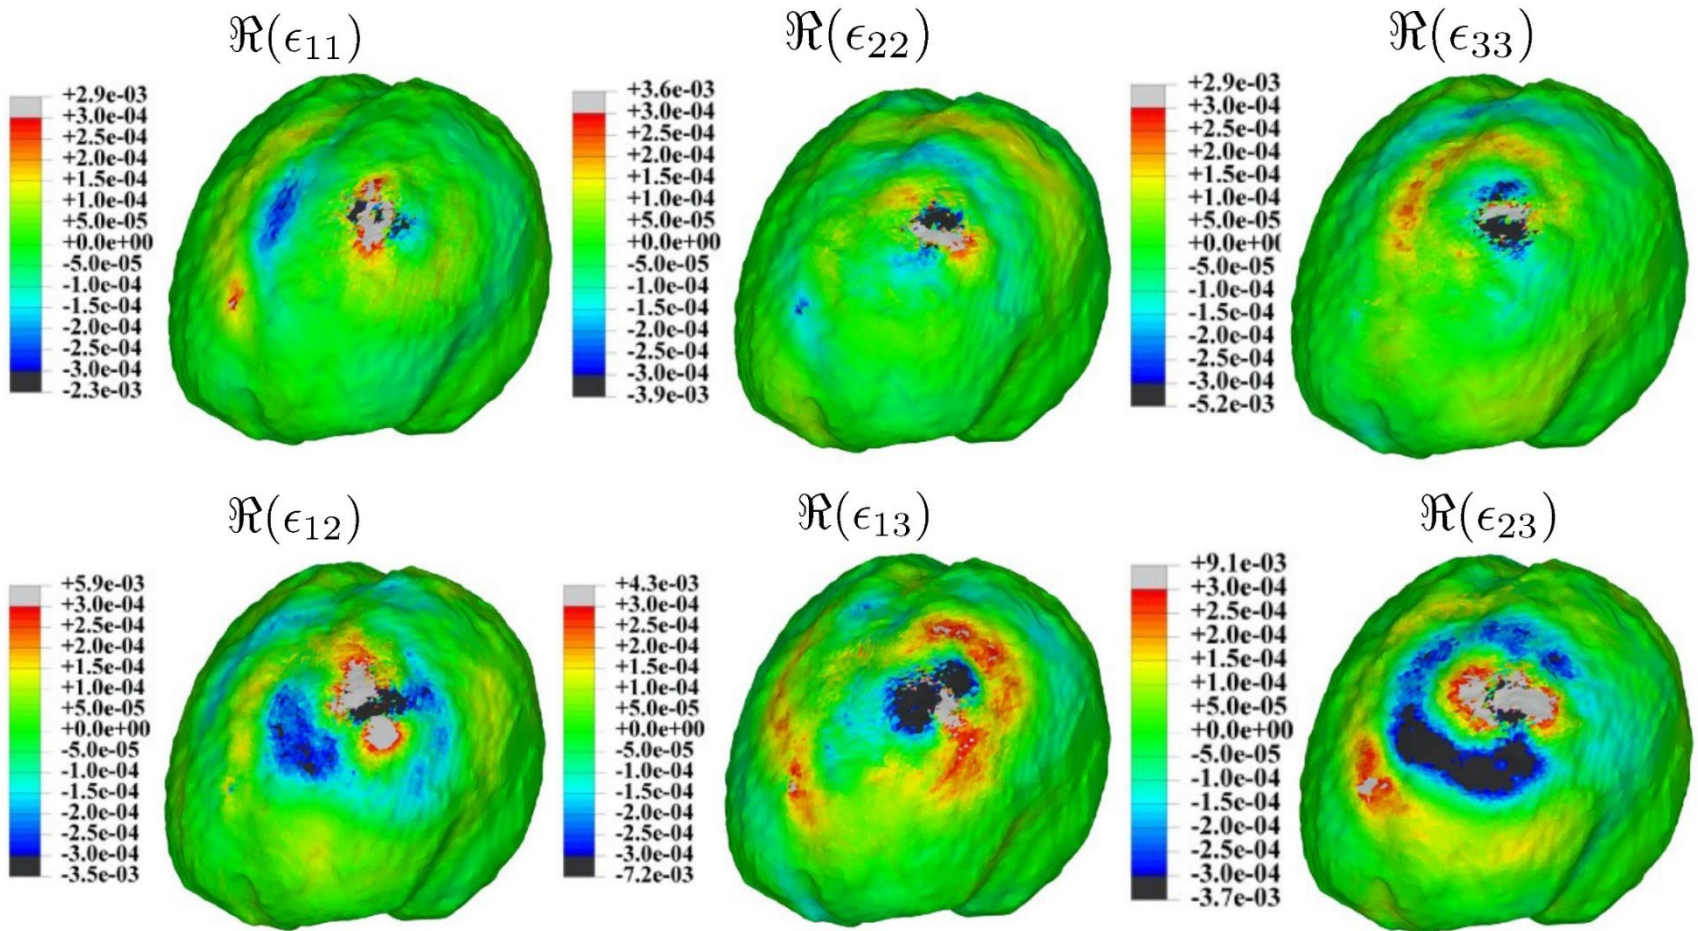 ℜ(ϵ11)
+2.9e-03
+3.0e-04
+2.5e-04
+2.0e-04
+1.5e-04
+1.0e-04
+5.0e-05
+0.0e+00
-5.0e-05
-1.0e-04
-1.5e-04
-2.0e-04
-2.5e-04
-3.0e-04
-2.3e-03
ℜ(ϵ22)
+3.6e-03
+3.0e-04
+2.5e-04
+2.0e-04
+1.5e-04
+1.0e-04
+5.0e-05
+0.0e+00
-5.0e-05
-1.0e-04
-1.5e-04
-2.0e-04
-2.5e-04
-3.0e-04
-3.9e-03
ℜ(ϵ33)
+2.9e-03
+3.0e-04
+2.5e-04
+2.0e-04
+1.5e-04
+1.0e-04
+5.0e-05
+0.0e+00
-5.0e-05
-1.0e-04
-1.5e-04
-2.0e-04
-2.5e-04
-3.0e-04
-5.2e-03
ℜ(ϵ12)
+5.9e-03
+3.0e-04
+2.5e-04
+2.0e-04
+1.5e-04
+1.0e-04
+5.0e-05
+0.0e+00
-5.0e-05
-1.0e-04
-1.5e-04
-2.0e-04
-2.5e-04
-3.0e-04
-3.5e-03
ℜ(ϵ13)
+4.3e-03
+3.0e-04
+2.5e-04
+2.0e-04
+1.5e-04
+1.0e-04
+5.0e-05
+0.0e+00
-5.0e-05
-1.0e-04
-1.5e-04
-2.0e-04
-2.5e-04
-3.0e-04
-7.2e-03
ℜ(ϵ23)
+9.1e-03
+3.0e-04
+2.5e-04
+2.0e-04
+1.5e-04
+1.0e-04
+5.0e-05
+0.0e+00
-5.0e-05
-1.0e-04
-1.5e-04
-2.0e-04
-2.5e-04
-3.0e-04
-3.7e-03